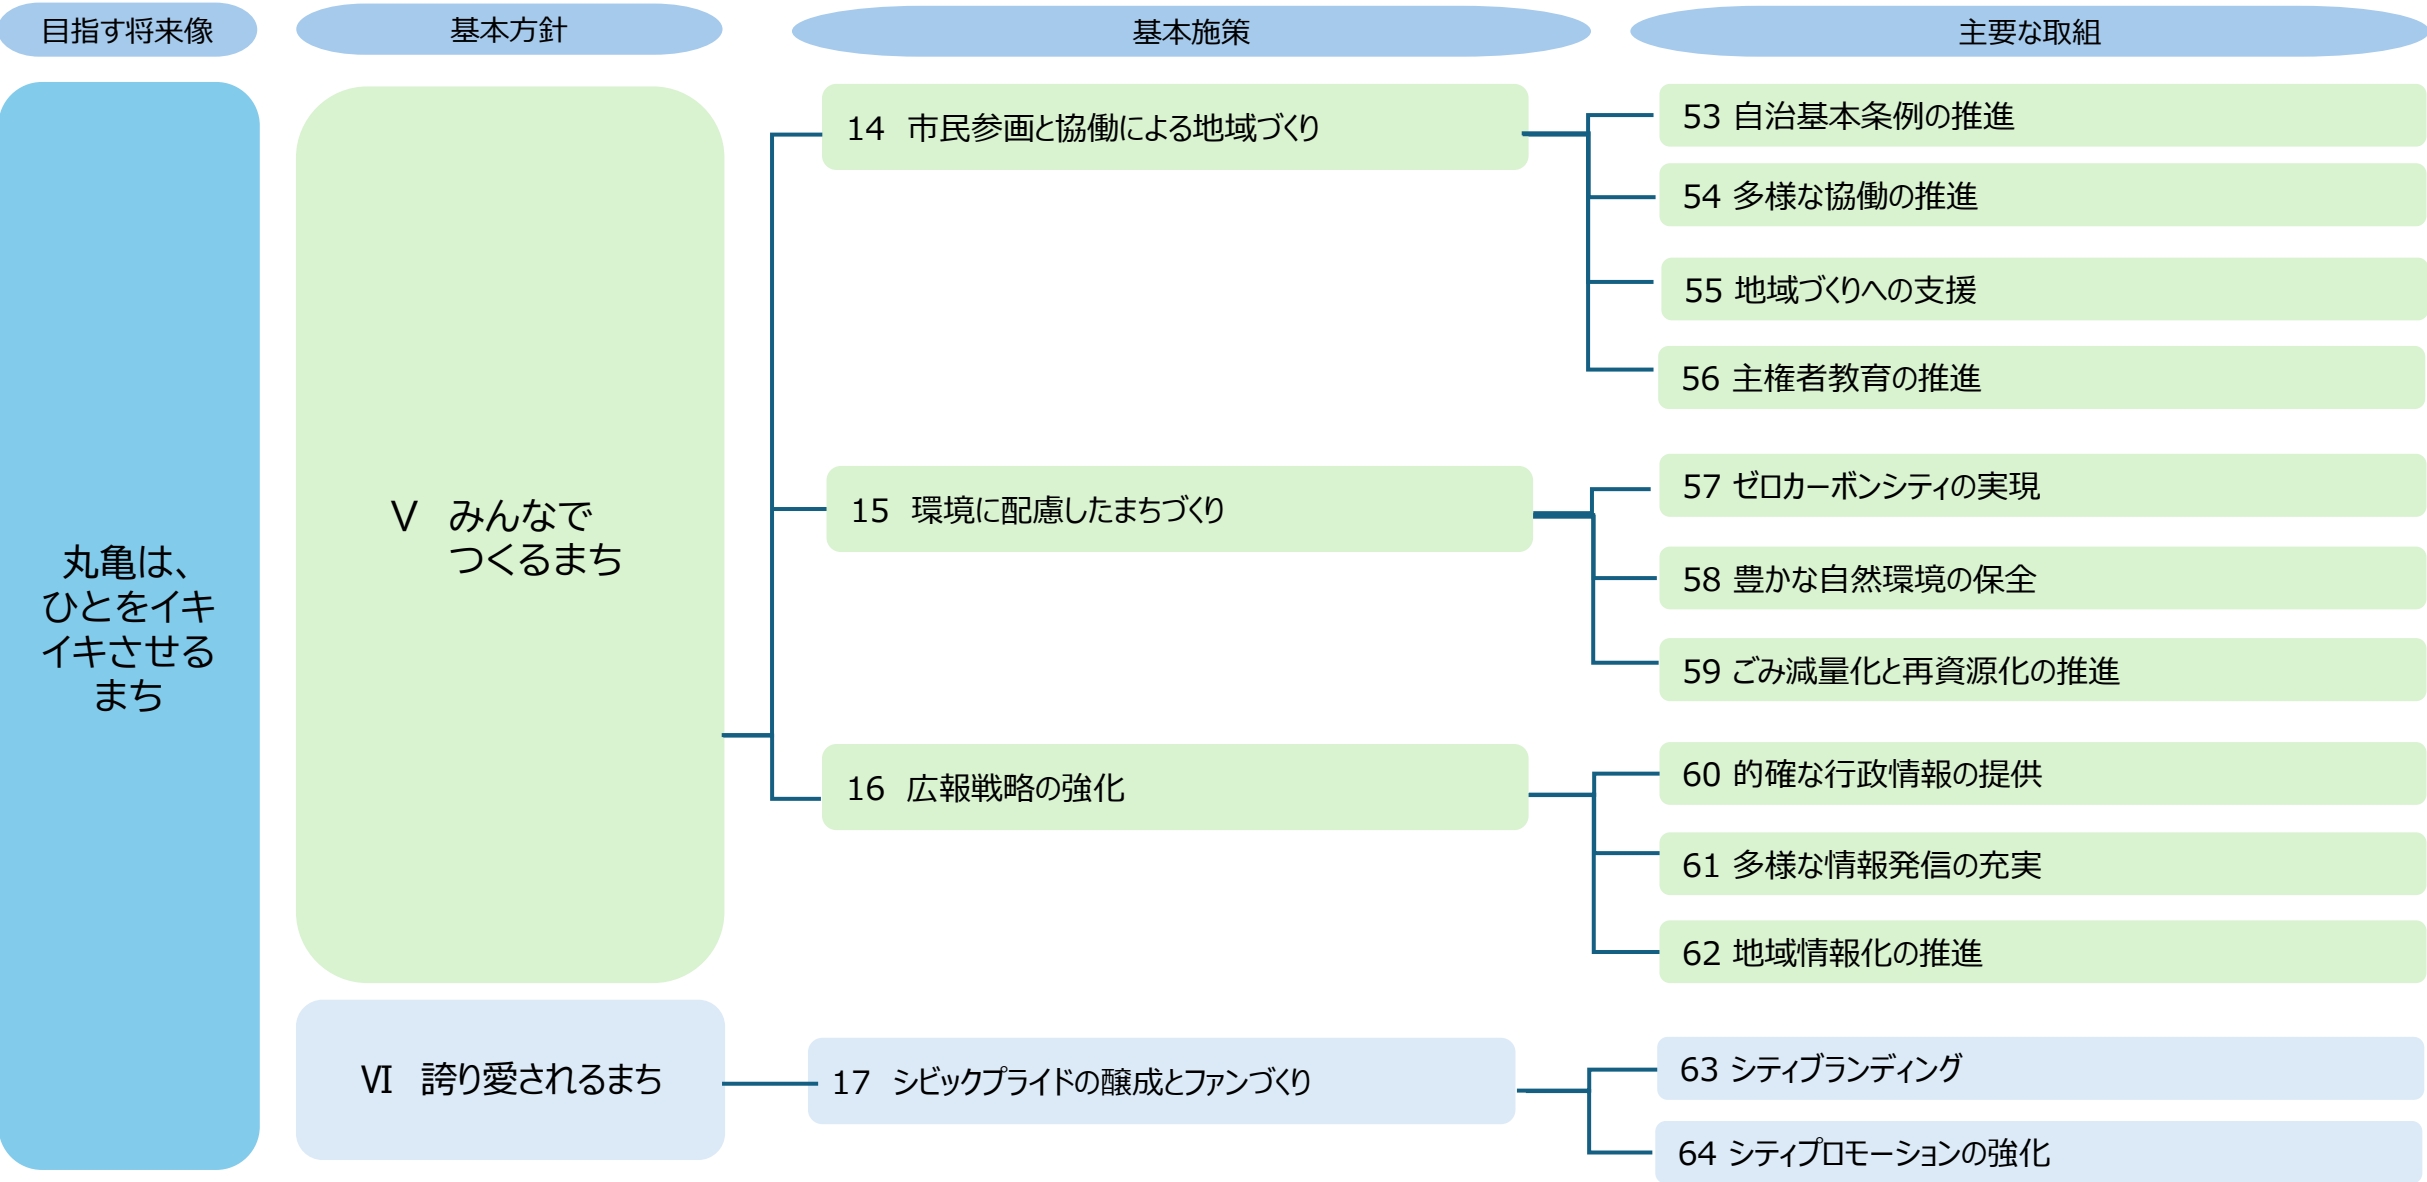 目指す将来像
基本方針
基本施策
主要な取組
丸亀は、
ひとをイキ
イキさせる
まち
Ⅴ　みんなで
つくるまち
14　市民参画と協働による地域づくり
53 自治基本条例の推進
54 多様な協働の推進
55 地域づくりへの支援
56 主権者教育の推進
15　環境に配慮したまちづくり
57 ゼロカーボンシティの実現
58 豊かな自然環境の保全
59 ごみ減量化と再資源化の推進
16　広報戦略の強化
60 的確な行政情報の提供
61 多様な情報発信の充実
62 地域情報化の推進
Ⅵ　誇り愛されるまち
17　シビックプライドの醸成とファンづくり
63 シティブランディング
64 シティプロモーションの強化